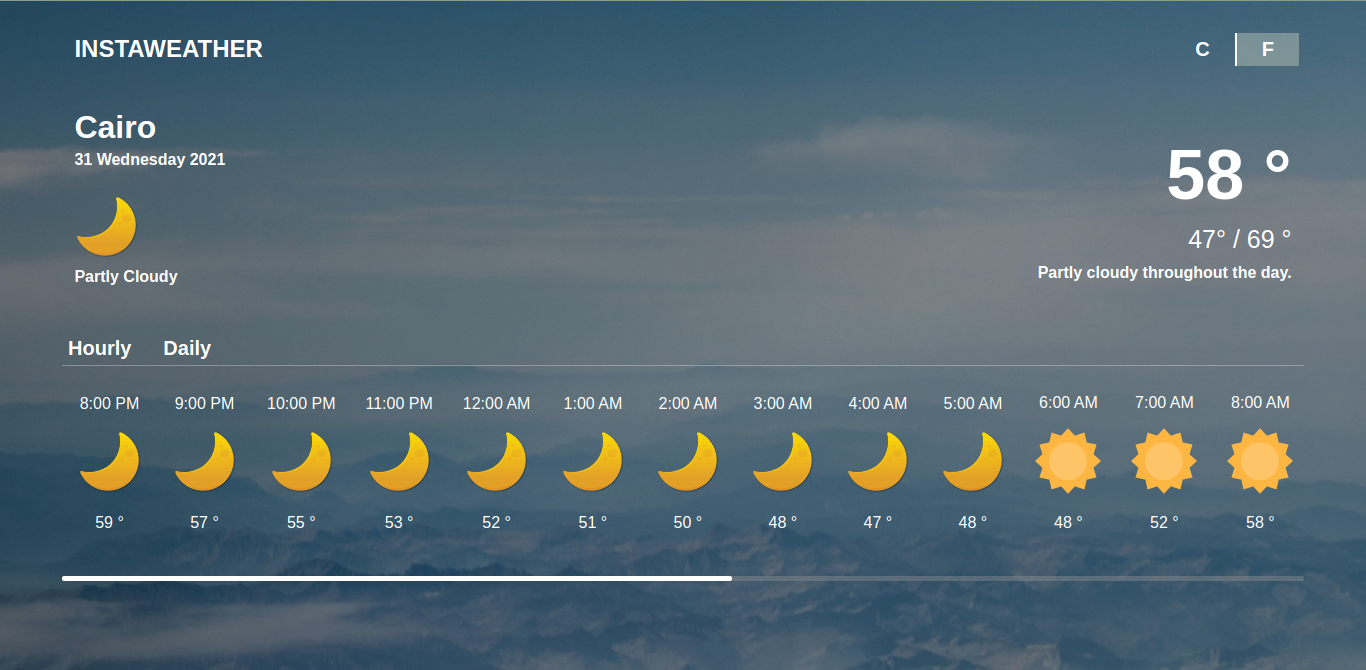 INSTAWEATHER
C F
Cairo
31 Wednesday 2021
58 °
47° / 69 °
Partly Cloudy
Partly cloudy throughout the day.
Hourly Daily
8:00 PM 9:00 PM 10:00 PM 11:00 PM 12:00 AM 1:00 AM 2:00 AM 3:00 AM 4:00 AM 5:00 AM 6:00 AM 7:00 AM 8:00 AM
59 ° 57 ° 55 ° 53 ° 52 ° 51 ° 50 ° 48 ° 47 ° 48 ° 48 ° 52 ° 58 °